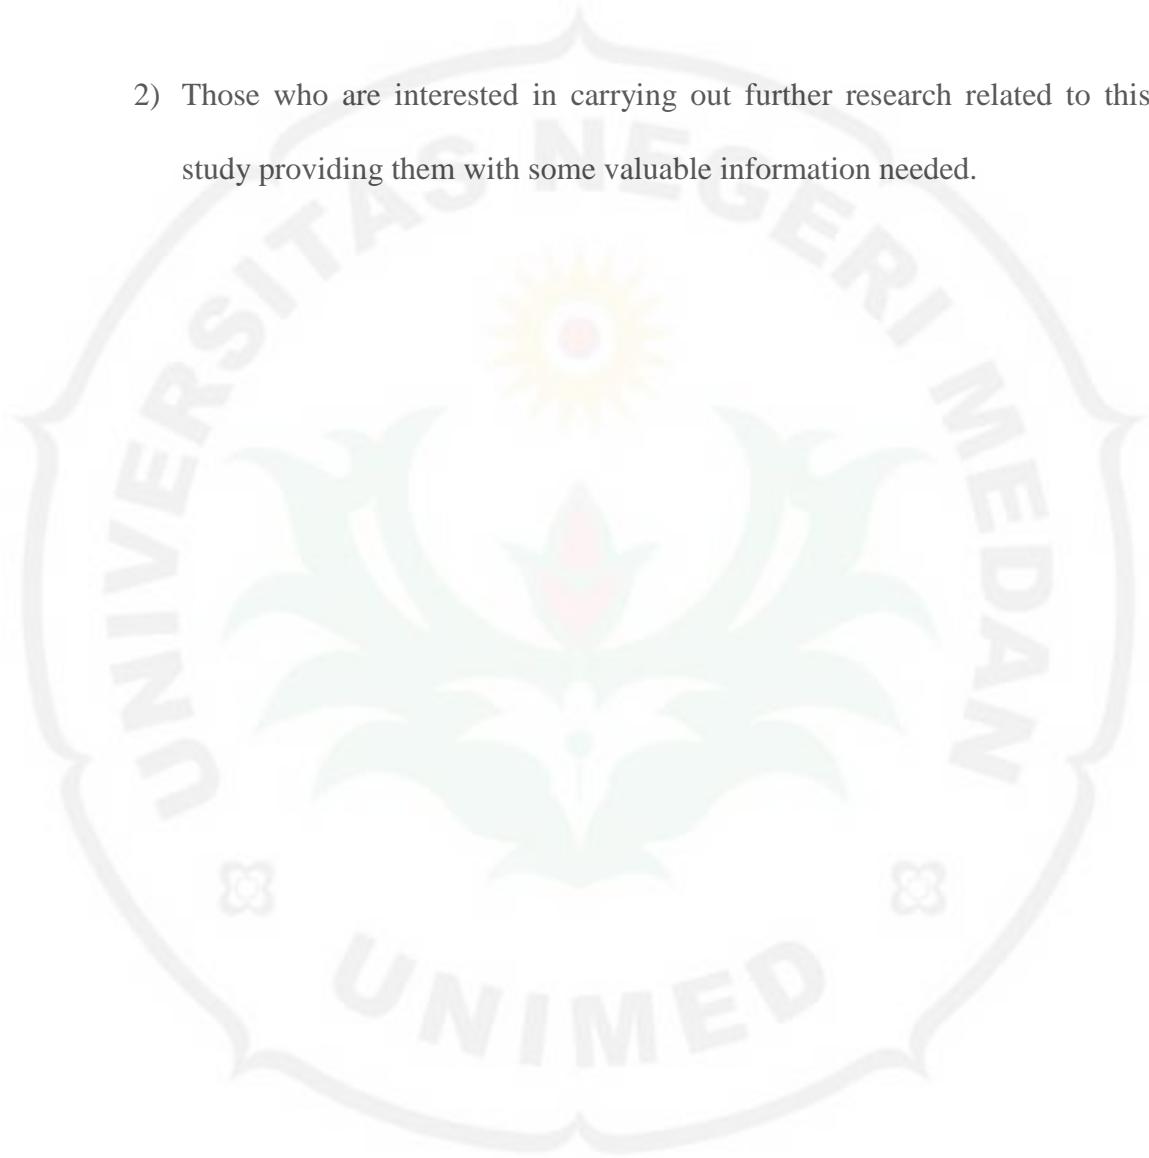 2) Those who are interested in carrying out further research related to this
study providing them with some valuable information needed.
UNIVERSITAS NEGERI MEDAN
UNIMED